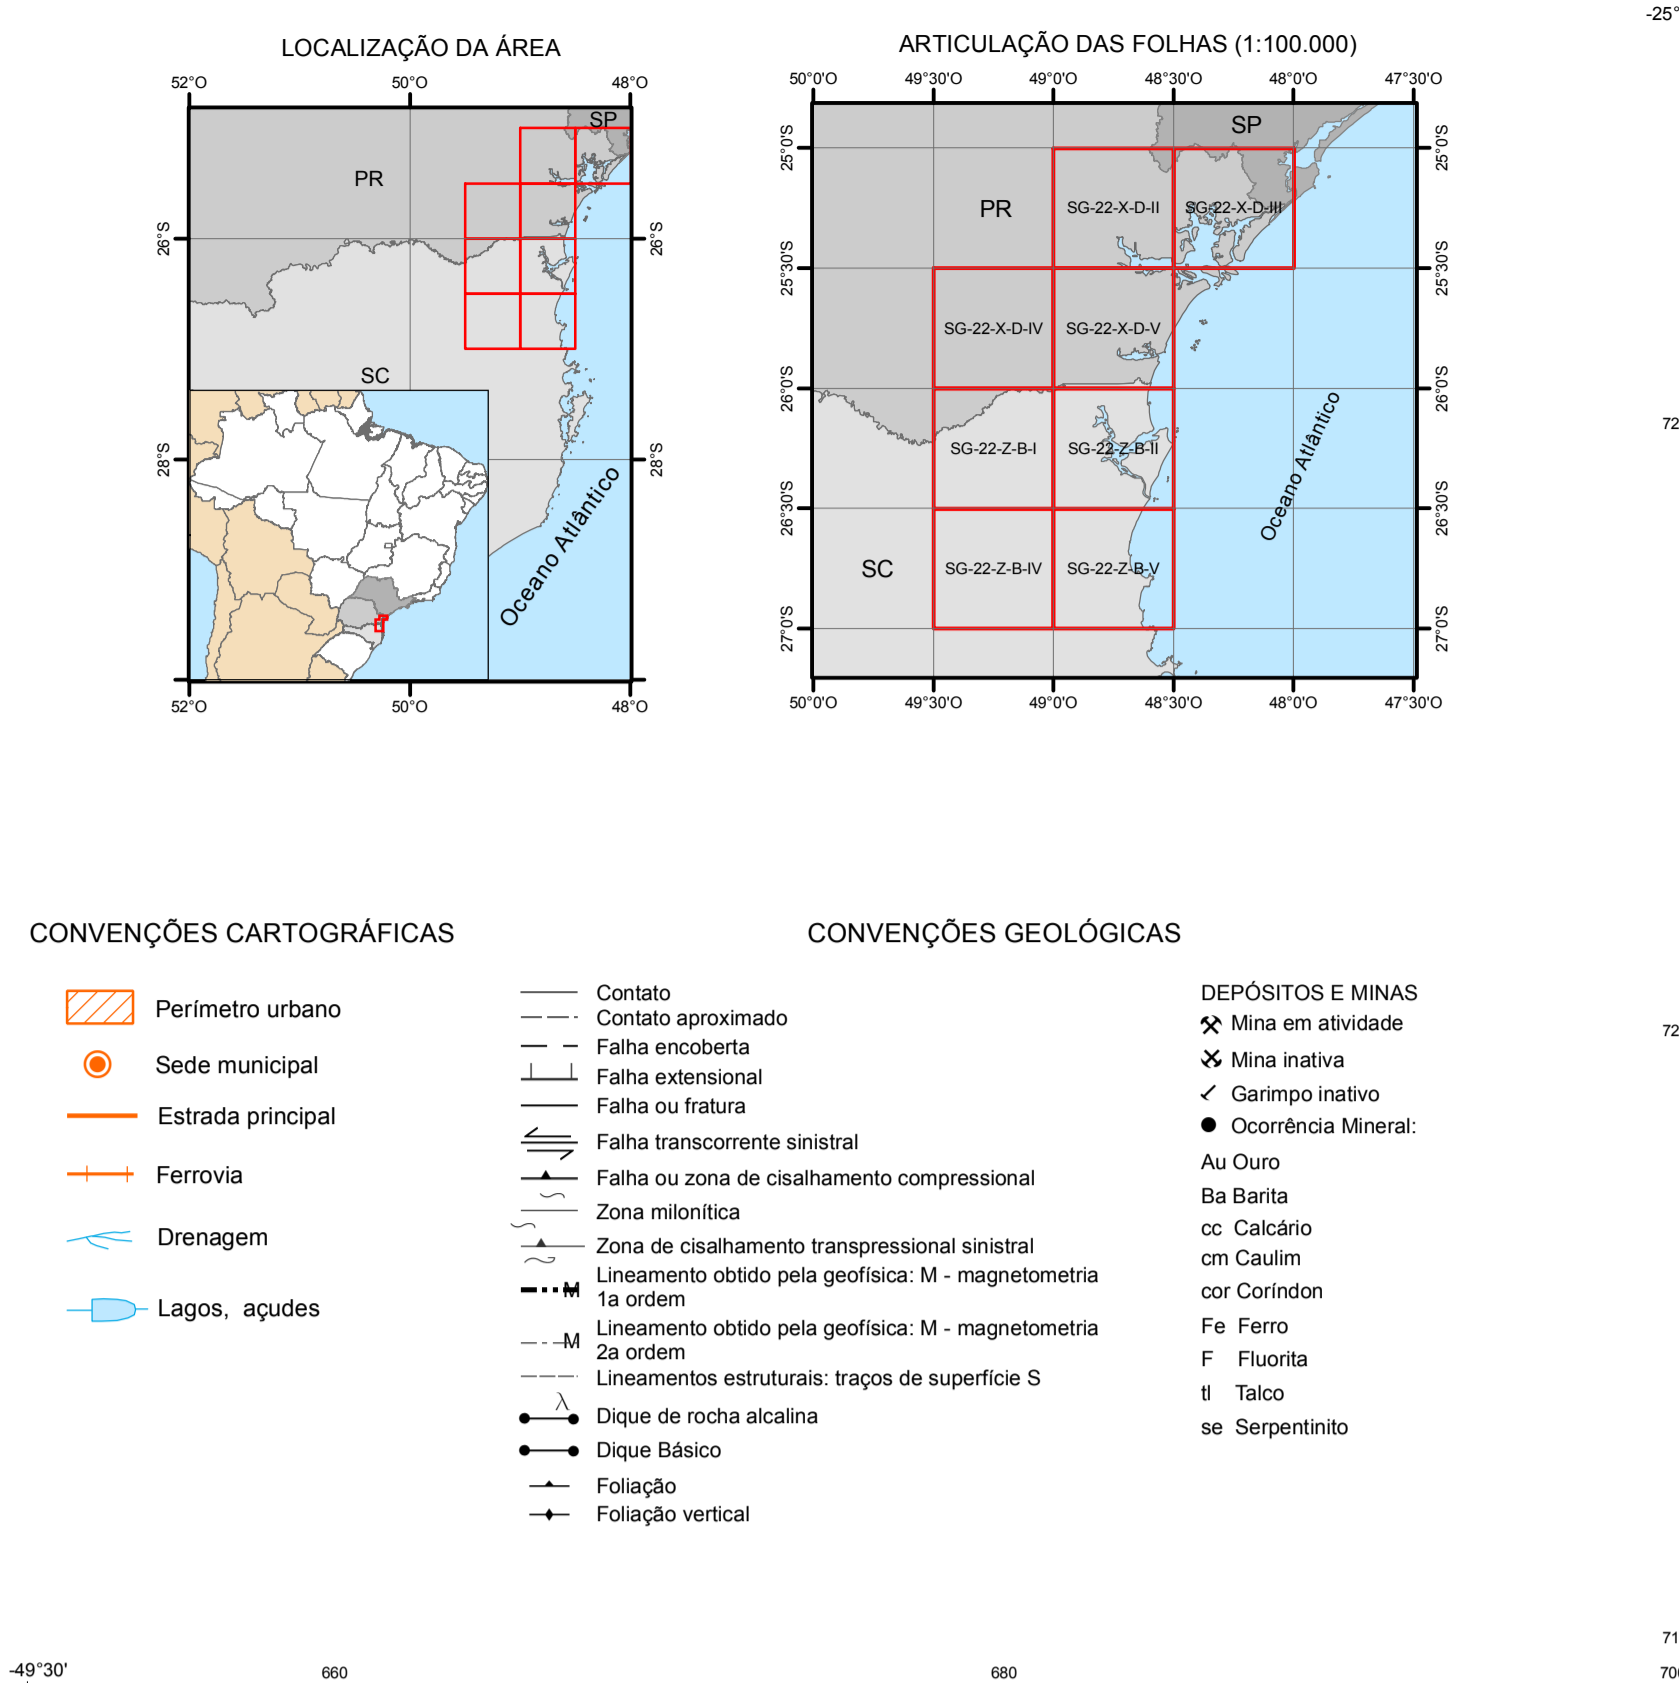 LOCALIZAÇÃO DA ÁREA
52°O
50°O
48°O
SP
PR
26°S
26°S
SC
28°S
28°S
Oceano Atlântico
52°O
50°O
48°O
ARTICULAÇÃO DAS FOLHAS (1:100.000)
50°0'O
49°30'O
49°0'O
48°30'O
48°0'O
47°30'O
SP
25°0'S
25°0'S
PR
SG-22-X-D-II
SG-22-X-D-III
25°30'S
25°30'S
SG-22-X-D-IV
SG-22-X-D-V
26°0'S
26°0'S
SG-22-Z-B-I
SG-22-Z-B-II
Oceano Atlântico
26°30'S
26°30'S
SC
SG-22-Z-B-IV
SG-22-Z-B-V
27°0'S
27°0'S
50°0'O
49°30'O
49°0'O
48°30'O
48°0'O
47°30'O
-25°
72
CONVENÇÕES CARTOGRÁFICAS
Perímetro urbano
Sede municipal
Estrada principal
Ferrovia
Drenagem
Lagos, açudes
CONVENÇÕES GEOLÓGICAS
Contato
Contato aproximado
Falha encoberta
Falha extensional
Falha ou fratura
Falha transcorrente sinistral
Falha ou zona de cisalhamento compressional
Zona milonítica
Zona de cisalhamento transpressional sinistral
M
Lineamento obtido pela geofísica: M - magnetometria
1a ordem
M
Lineamento obtido pela geofísica: M - magnetometria
2a ordem
Lineamentos estruturais: traços de superfície S
λ
Dique de rocha alcalina
Dique Básico
Foliação
Foliação vertical
DEPÓSITOS E MINAS
Mina em atividade
Mina inativa
Garimpo inativo
Ocorrência Mineral:
Au Ouro
Ba Barita
cc Calcário
cm Caulim
cor Coríndon
Fe Ferro
F Fluorita
tl Talco
se Serpentinito
72
71
-49°30'
660
680
700